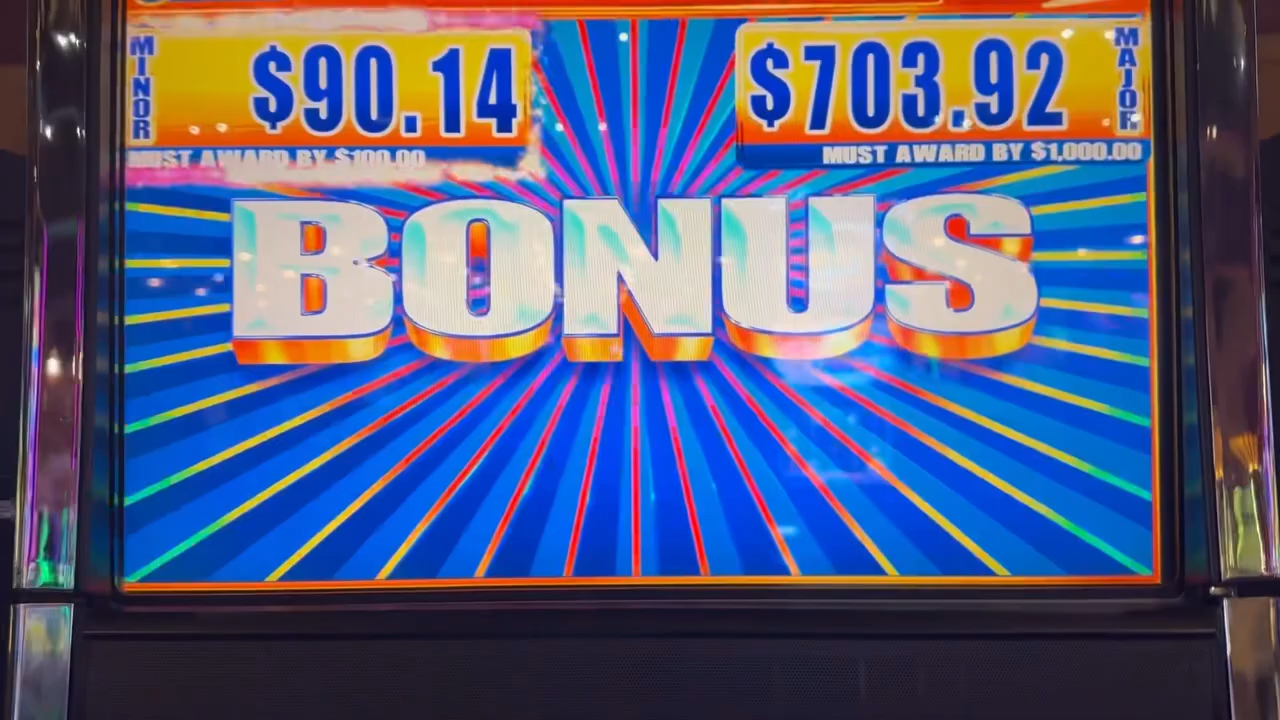 MINOR
$90.14
MUST AWARD BY $100.00
$703.92
MAJOR
MUST AWARD BY $1,000.00
BONUS